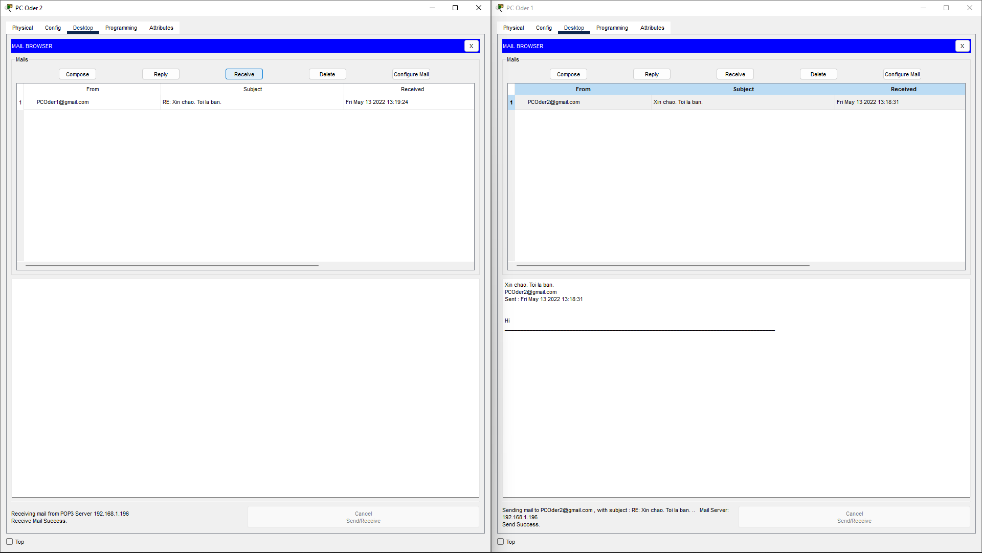 PC Oder 2
Physical Config Desktop Programming Attributes
MAIL BROWSER X
Mails
Compose Reply Receive Delete Configure Mail
From Subject Received
1 PCOder1@gmail.com RE: Xin chao. Toi la ban. Fri May 13 2022 13:19:24
Receiving mail from POP3 Server 192.168.1.196
Receive Mail Success.
Cancel
Send/Receive
Top
PC Oder 1
Physical Config Desktop Programming Attributes
MAIL BROWSER X
Mails
Compose Reply Receive Delete Configure Mail
From Subject Received
1 PCOder2@gmail.com Xin chao. Toi la ban. Fri May 13 2022 13:18:31
Xin chao. Toi la ban.
PCOder2@gmail.com
Sent : Fri May 13 2022 13:18:31
Hi
Sending mail to PCOder2@gmail.com , with subject : RE: Xin chao. Toi la ban. .. Mail Server:
192.168.1.196
Send Success.
Cancel
Send/Receive
Top